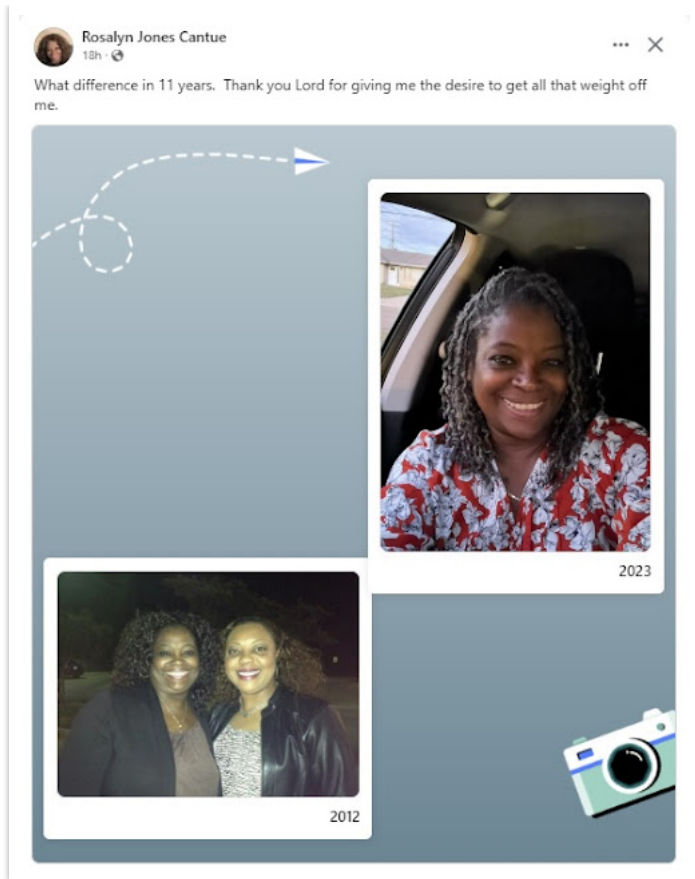 Rosalyn Jones Cantue
18h ·
What difference in 11 years. Thank you Lord for giving me the desire to get all that weight off
me.
2023
2012